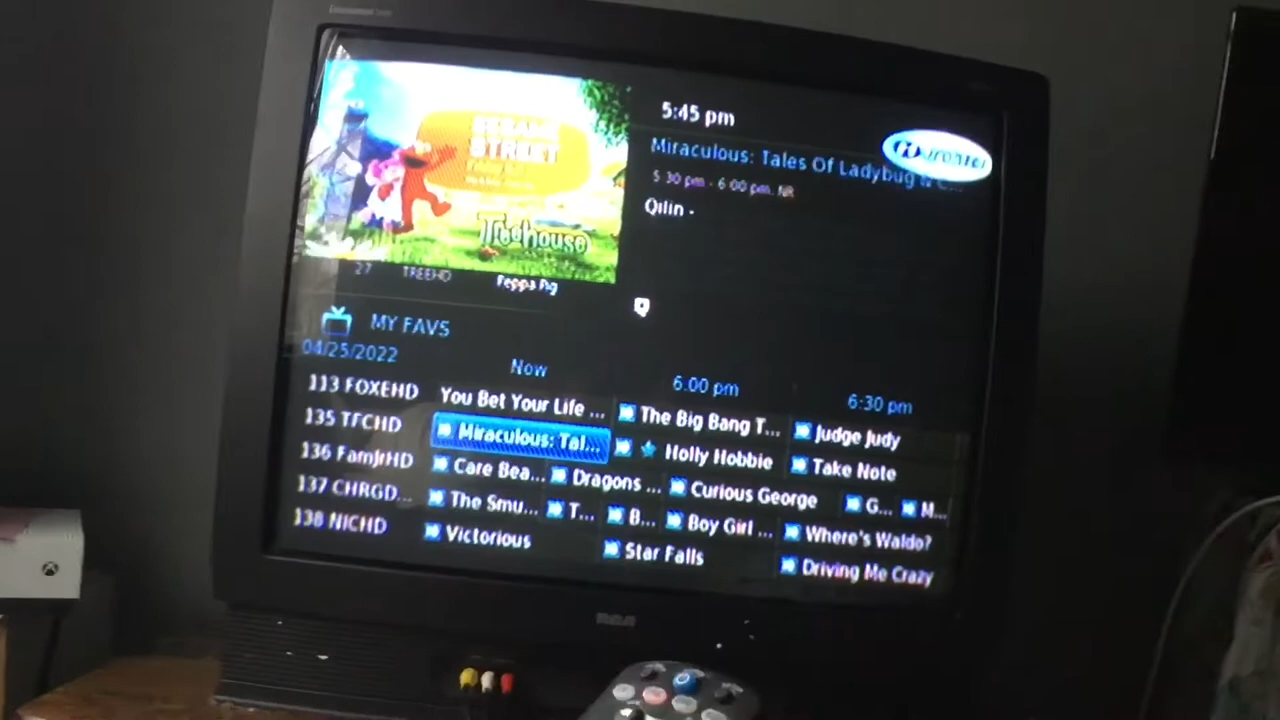 SESAME
STREET
Treehouse
27 TREEHD Peppa Pig
5:45 pm
Miraculous: Tales Of Ladybug & C...
5:30 pm - 6:00 pm, NR
Qilin -
MY FAVS
04/25/2022
Now 6:00 pm 6:30 pm
113 FOXEHD You Bet Your Life ... The Big Bang T... Judge Judy
135 TFCHD Miraculous: Tal... Holly Hobbie Take Note
136 FamJrHD Care Bea... Dragons ... Curious George G... M...
137 CHRGD... The Smu... T... B... Boy Girl ... Where's Waldo?
138 NICHD Victorious Star Falls Driving Me Crazy
RCA